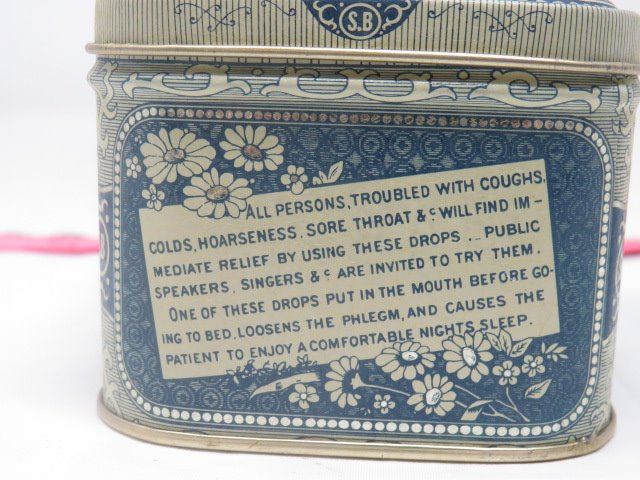 S.B
ALL PERSONS, TROUBLED WITH COUGHS,
COLDS, HOARSENESS, SORE THROAT & c WILL FIND IM-
MEDIATE RELIEF BY USING THESE DROPS._ PUBLIC
SPEAKERS, SINGERS & c ARE INVITED TO TRY THEM.
ONE OF THESE DROPS PUT IN THE MOUTH BEFORE GO-
ING TO BED, LOOSENS THE PHLEGM, AND CAUSES THE
PATIENT TO ENJOY A COMFORTABLE NIGHTS SLEEP.